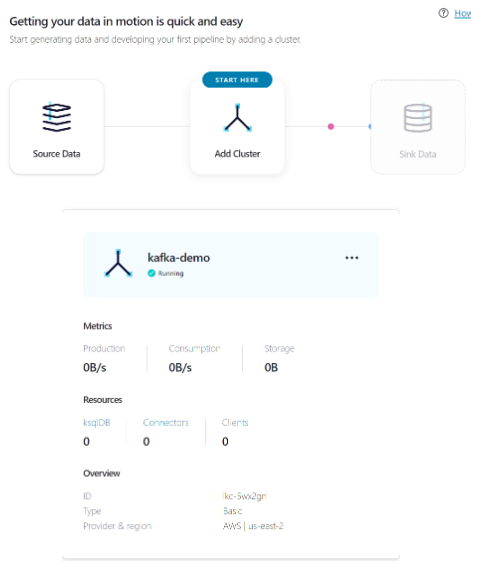 Getting your data in motion is quick and easy
How
Start generating data and developing your first pipeline by adding a cluster.
START HERE
Source Data
Add Cluster
Sink Data
kafka-demo
Running
Metrics
Production Consumption Storage
0B/s 0B/s 0B
Resources
ksqlDB Connectors Clients
0 0 0
Overview
ID lkc-5wx2gn
Type Basic
Provider & region AWS | us-east-2